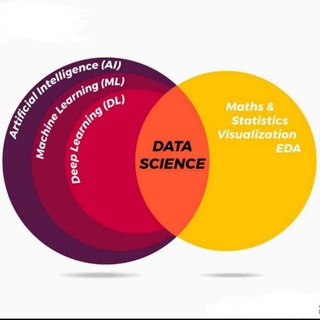 Artificial Intelligence (AI)
Machine Learning (ML)
Deep Learning (DL)
DATA
SCIENCE
Maths &
Statistics
Visualization
EDA